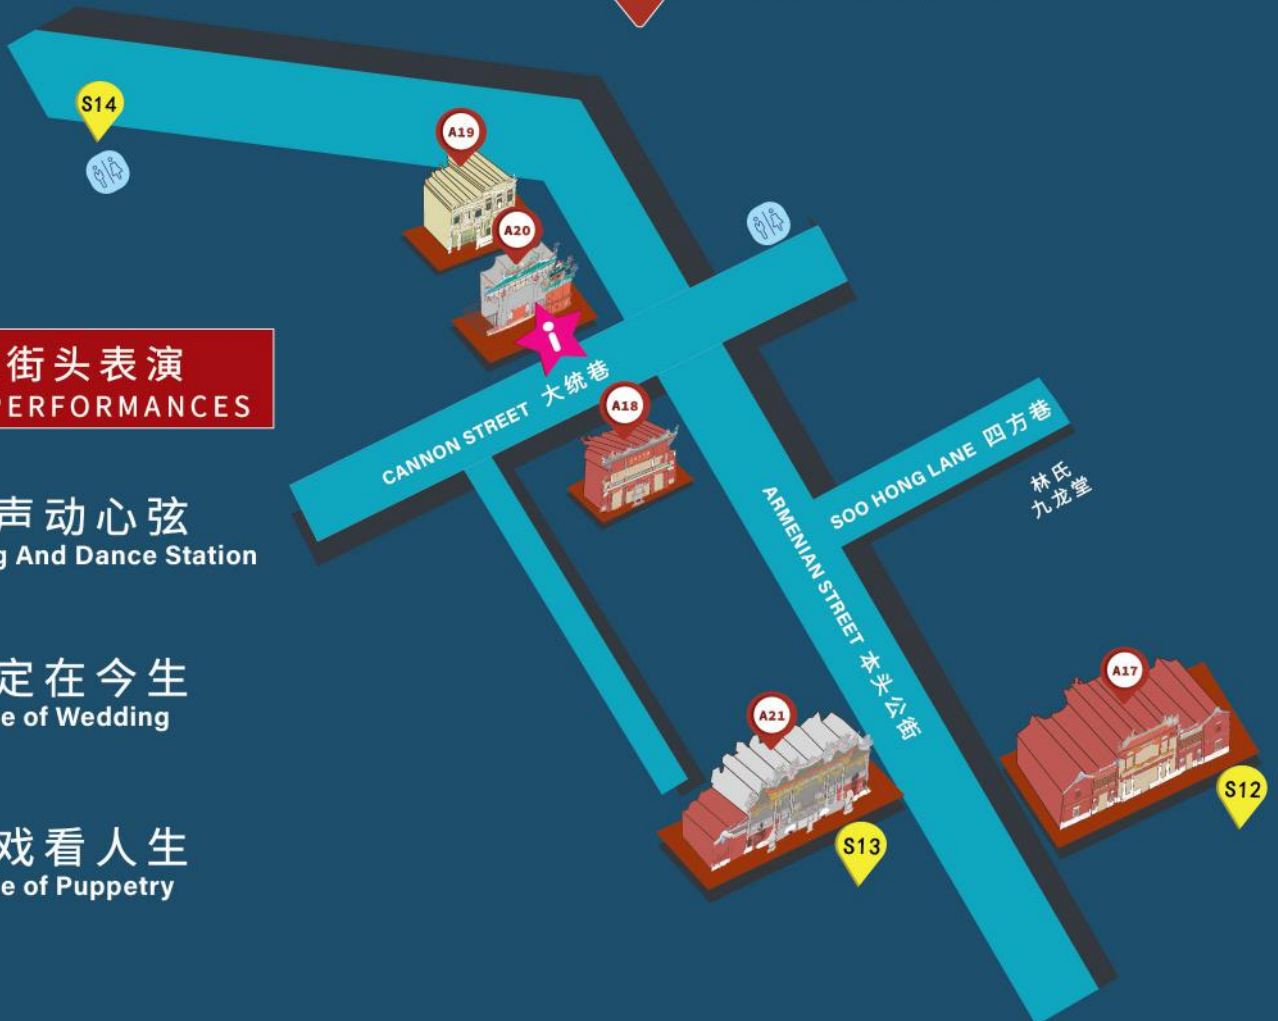 S14
A19
A20
i
街头表演
PERFORMANCES
CANNON STREET 大统巷
A18
SOO HONG LANE 四方巷
林氏
九龙堂
声动心弦
And Dance Station
ARMENIAN STREET 本头公街
定在今生
of Wedding
A17
A21
S12
S13
戏看人生
of Puppetry